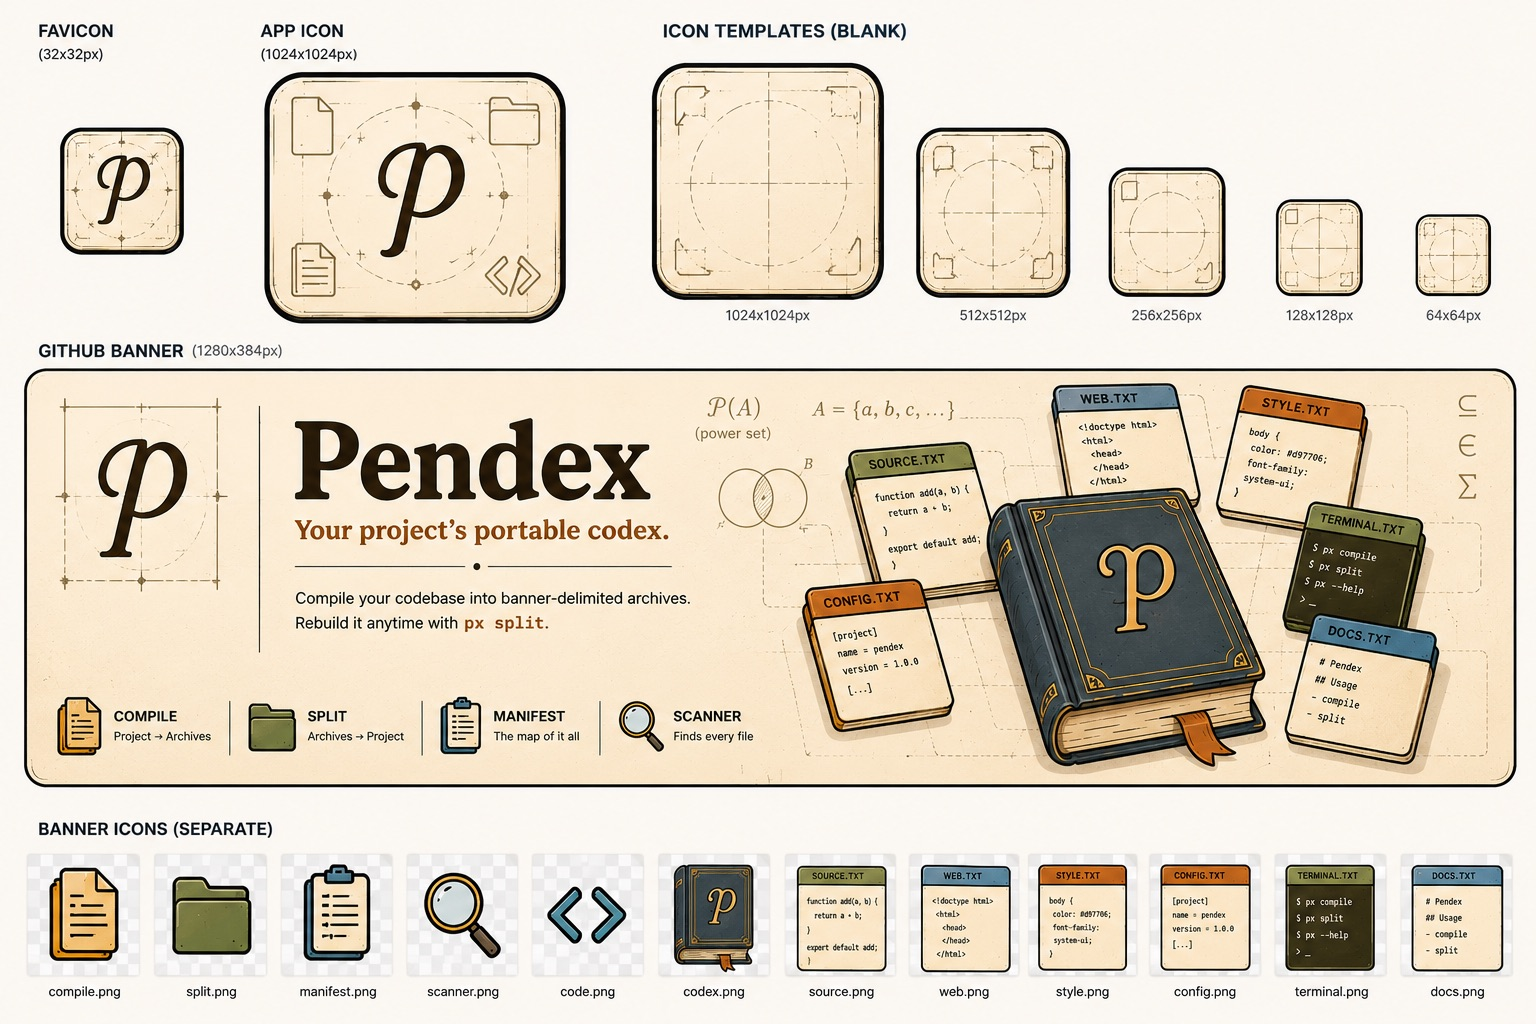 FAVICON
(32x32px)
p
APP ICON
(1024x1024px)
p
ICON TEMPLATES (BLANK)
1024x1024px
512x512px
256x256px
128x128px
64x64px
GITHUB BANNER (1280x384px)
p
Pendex
Your project's portable codex.
Compile your codebase into banner-delimited archives.
Rebuild it anytime with px split.
COMPILE
Project → Archives
SPLIT
Archives → Project
MANIFEST
The map of it all
SCANNER
Finds every file
𝒫(A)
(power set)
A = {a, b, c, ...}
B
SOURCE.TXT
function add(a, b) {
return a + b;
}
export default add;
}
WEB.TXT
<!doctype html>
<html>
<head>
</head>
</html>
STYLE.TXT
body {
color: #d97706;
font-family:
system-ui;
}
⊆
∈
Σ
CONFIG.TXT
[project]
name = pendex
version = 1.0.0
[...]
p
TERMINAL.TXT
$ px compile
$ px split
$ px --help
> _
DOCS.TXT
# Pendex
## Usage
- compile
- split
BANNER ICONS (SEPARATE)
compile.png
split.png
manifest.png
scanner.png
code.png
p
codex.png
SOURCE.TXT
function add(a, b) {
return a + b;
}
export default add;
}
source.png
WEB.TXT
<!doctype html>
<html>
<head>
</head>
</html>
web.png
STYLE.TXT
body {
color: #d97706;
font-family:
system-ui;
}
style.png
CONFIG.TXT
[project]
name = pendex
version = 1.0.0
[...]
config.png
TERMINAL.TXT
$ px compile
$ px split
$ px --help
> _
terminal.png
DOCS.TXT
# Pendex
## Usage
- compile
- split
docs.png